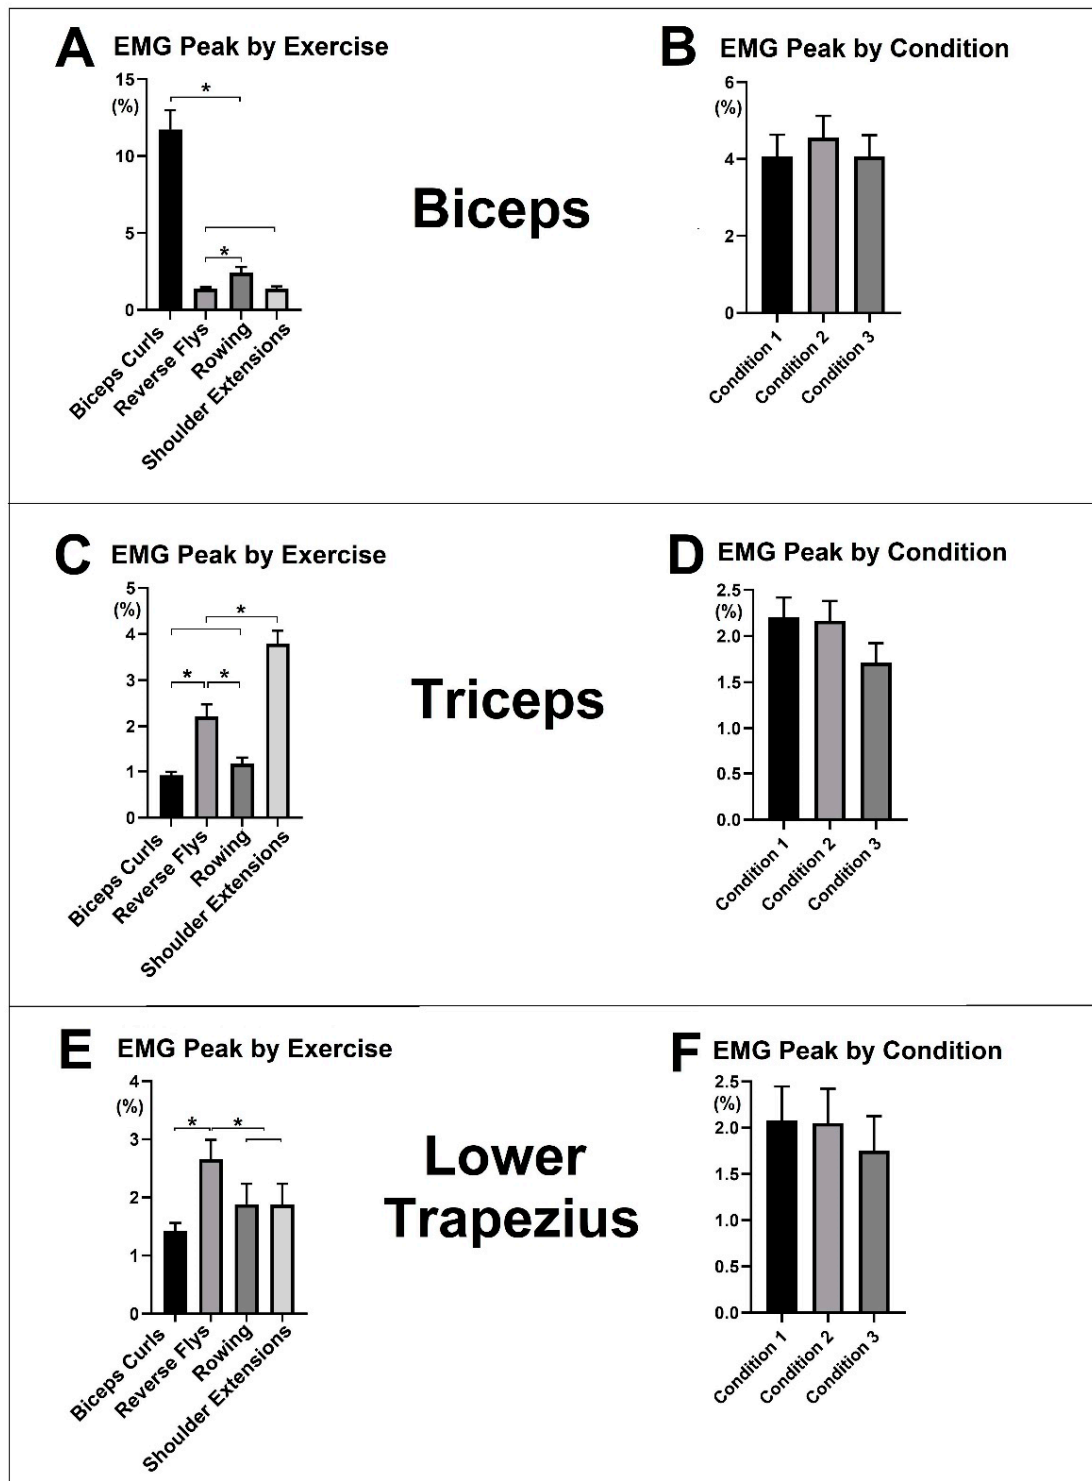 A EMG Peak by Exercise
15
(%)
10
5
0
*
*
Biceps Curls
Reverse Flys
Rowing
Shoulder Extensions
Biceps
B EMG Peak by Condition
6
(%)
4
2
0
Condition 1
Condition 2
Condition 3
C EMG Peak by Exercise
5
(%)
4
3
2
1
0
*
*
*
Biceps Curls
Reverse Flys
Rowing
Shoulder Extensions
Triceps
D EMG Peak by Condition
2.5
(%)
2.0
1.5
1.0
0.5
0.0
Condition 1
Condition 2
Condition 3
E EMG Peak by Exercise
4
(%)
3
2
1
0
*
*
Biceps Curls
Reverse Flys
Rowing
Shoulder Extensions
Lower
Trapezius
F EMG Peak by Condition
2.5
(%)
2.0
1.5
1.0
0.5
0.0
Condition 1
Condition 2
Condition 3